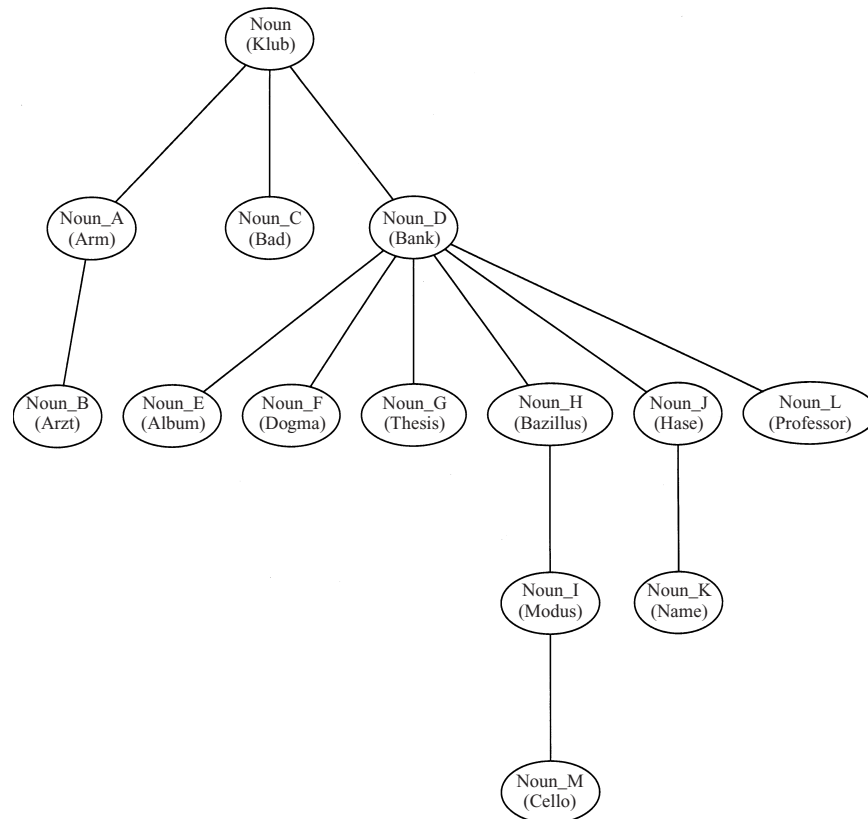 Noun
(Klub)
Noun_A
(Arm)
Noun_C
(Bad)
Noun_D
(Bank)
Noun_B
(Arzt)
Noun_E
(Album)
Noun_F
(Dogma)
Noun_G
(Thesis)
Noun_H
(Bazillus)
Noun_J
(Hase)
Noun_L
(Professor)
Noun_I
(Modus)
Noun_K
(Name)
Noun_M
(Cello)